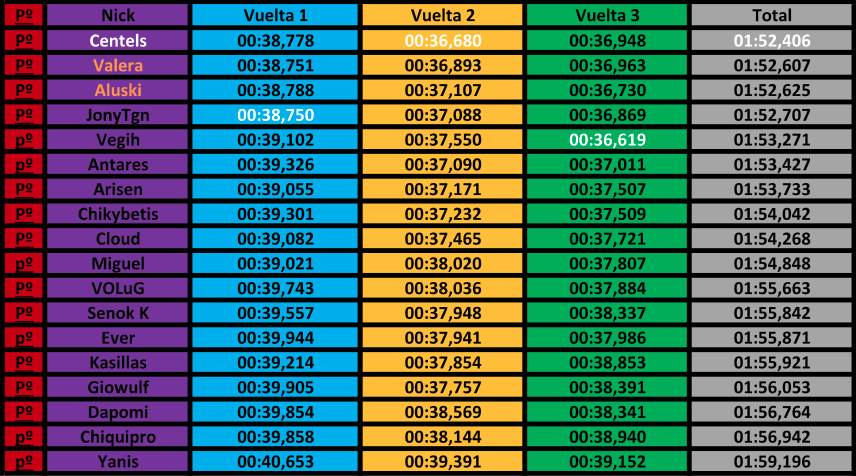 Pº Nick Vuelta 1 Vuelta 2 Vuelta 3 Total
Pº Centels 00:38,778 00:36,680 00:36,948 01:52,406
Pº Valera 00:38,751 00:36,893 00:36,963 01:52,607
Pº Aluski 00:38,788 00:37,107 00:36,730 01:52,625
Pº JonyTgn 00:38,750 00:37,088 00:36,869 01:52,707
pº Vegih 00:39,102 00:37,550 00:36,619 01:53,271
pº Antares 00:39,326 00:37,090 00:37,011 01:53,427
Pº Arisen 00:39,055 00:37,171 00:37,507 01:53,733
Pº Chikybetis 00:39,301 00:37,232 00:37,509 01:54,042
Pº Cloud 00:39,082 00:37,465 00:37,721 01:54,268
pº Miguel 00:39,021 00:38,020 00:37,807 01:54,848
Pº VOLuG 00:39,743 00:38,036 00:37,884 01:55,663
Pº Senok K 00:39,557 00:37,948 00:38,337 01:55,842
pº Ever 00:39,944 00:37,941 00:37,986 01:55,871
Pº Kasillas 00:39,214 00:37,854 00:38,853 01:55,921
Pº Giowulf 00:39,905 00:37,757 00:38,391 01:56,053
Pº Dapomi 00:39,854 00:38,569 00:38,341 01:56,764
pº Chiquipro 00:39,858 00:38,144 00:38,940 01:56,942
pº Yanis 00:40,653 00:39,391 00:39,152 01:59,196